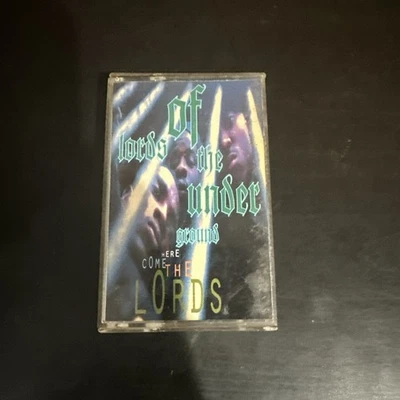 of
lords
the
under
ground
HERE
COME
THE
LORDS